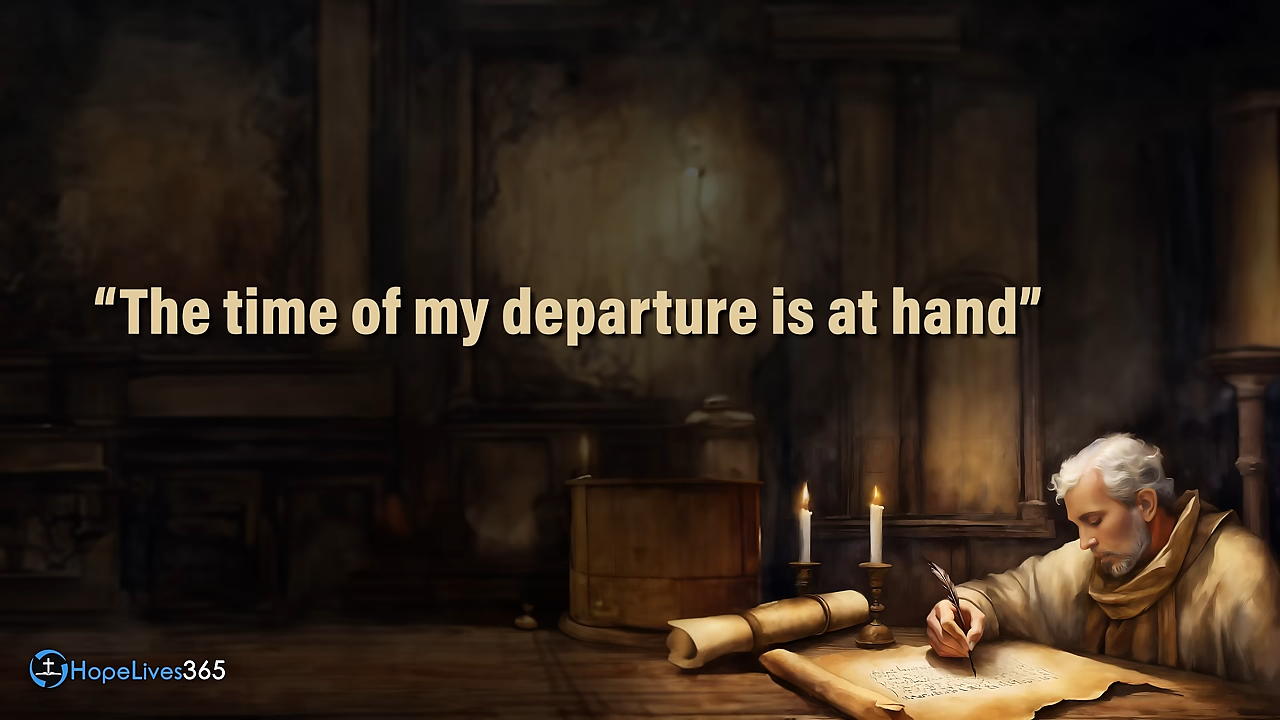 “The time of my departure is at hand”
HopeLives365